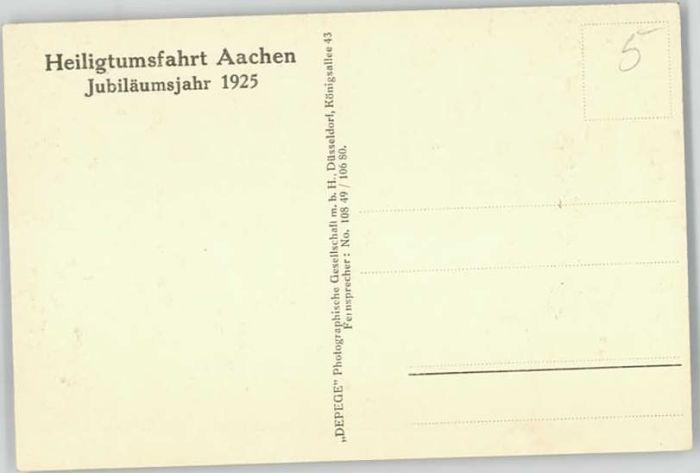 Heiligtumsfahrt Aachen
Jubiläumsjahr 1925
„DEPEGE" Photographische Gesellschaft m. b. H., Düsseldorf, Königsallee 43
Fernsprecher: No. 108 49 / 106 80.
5